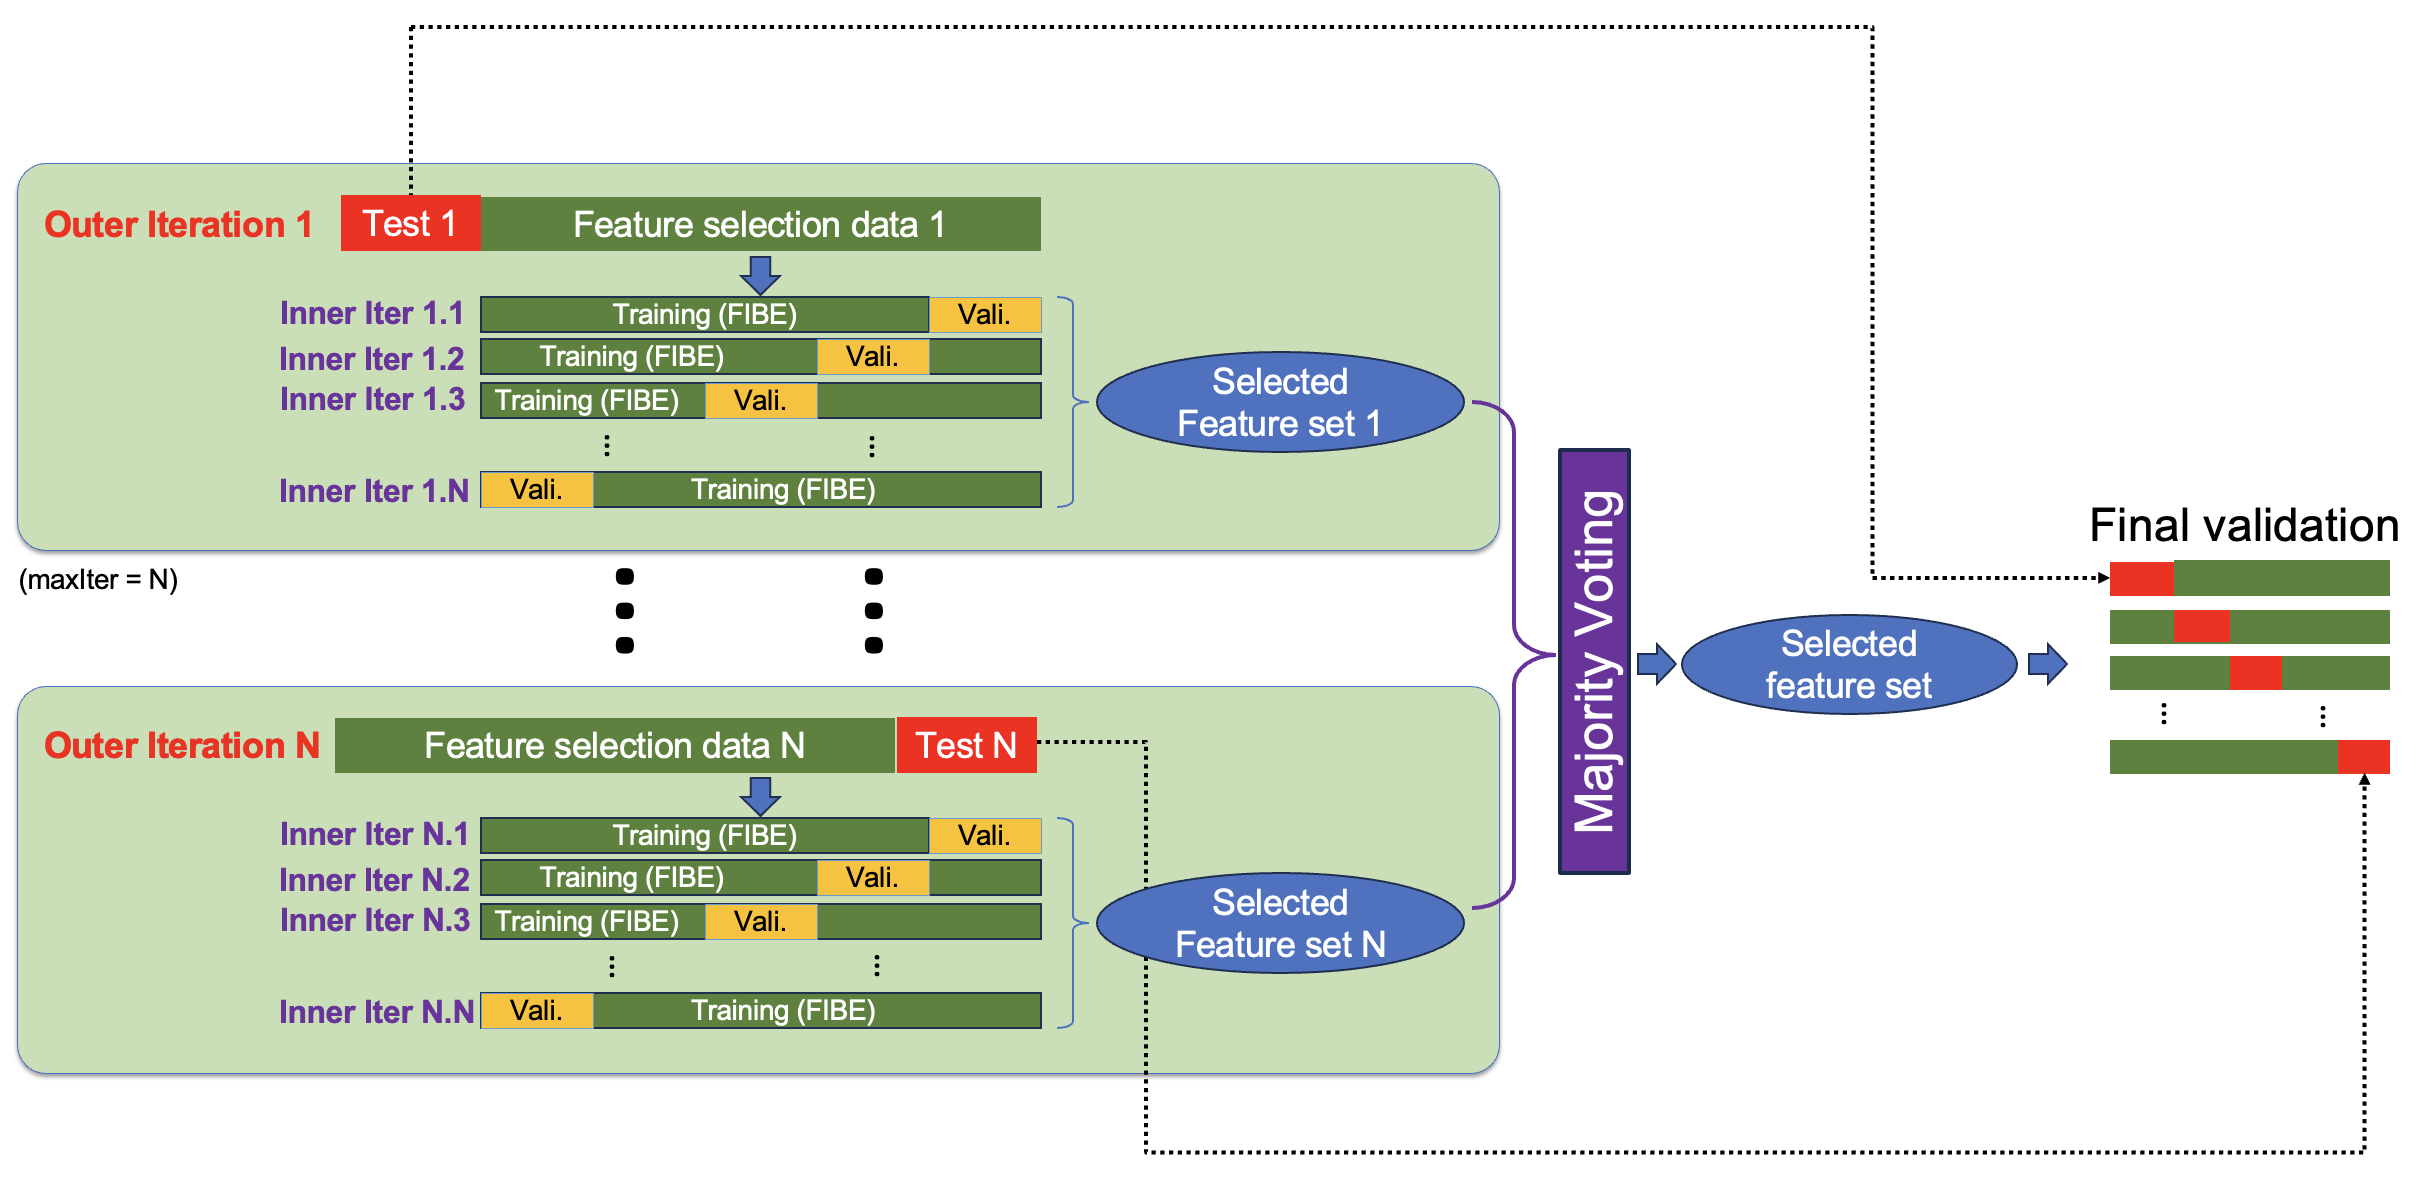 Outer Iteration 1
Test 1
Feature selection data 1
Inner Iter 1.1
Training (FIBE)
Vali.
Inner Iter 1.2
Training (FIBE)
Vali.
Inner Iter 1.3
Training (FIBE)
Vali.
Inner Iter 1.N
Vali.
Training (FIBE)
Selected
Feature set 1
(maxIter = N)
Outer Iteration N
Feature selection data N
Test N
Inner Iter N.1
Training (FIBE)
Vali.
Inner Iter N.2
Training (FIBE)
Vali.
Inner Iter N.3
Training (FIBE)
Vali.
Inner Iter N.N
Vali.
Training (FIBE)
Selected
Feature set N
Majority Voting
Selected
feature set
Final validation